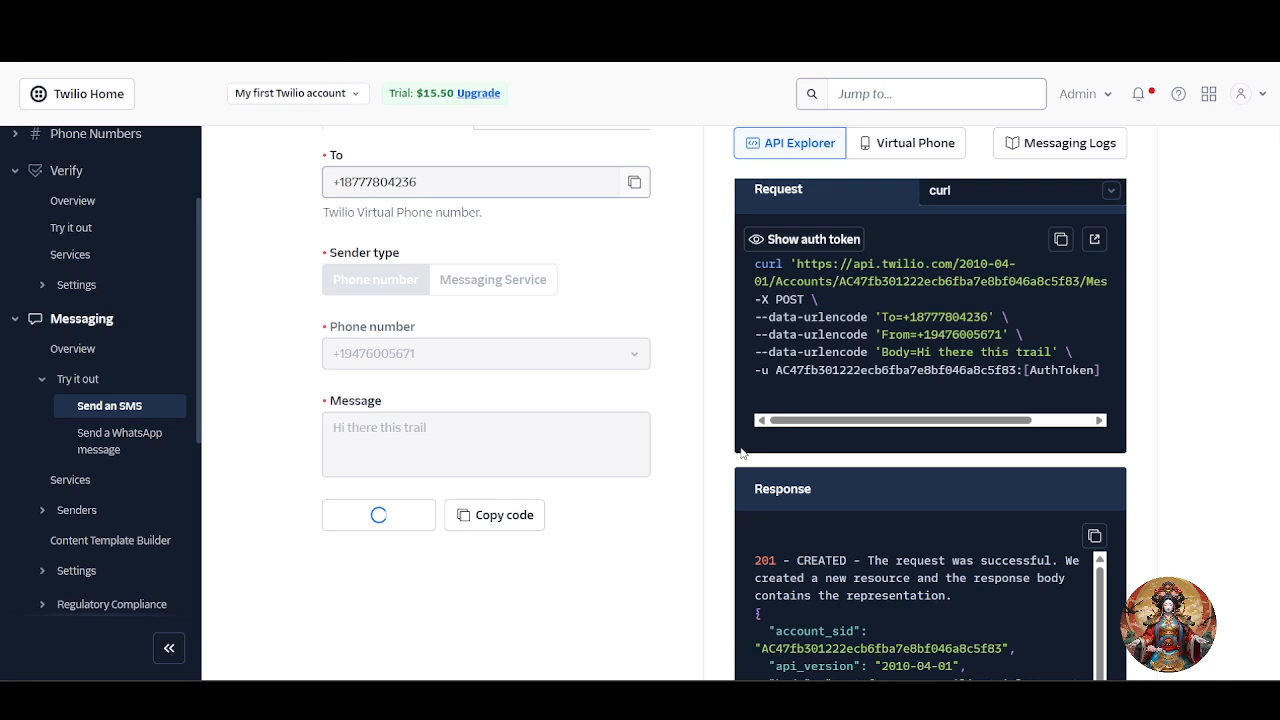 Twilio Home
My first Twilio account
Trial: $15.50 Upgrade
Jump to...
Admin
# Phone Numbers
Verify
Overview
Try it out
Services
Settings
Messaging
Overview
Try it out
Send an SMS
Send a WhatsApp
message
Services
Senders
Content Template Builder
Settings
Regulatory Compliance
• To
+18777804236
Twilio Virtual Phone number.
• Sender type
Phone number
Messaging Service
• Phone number
+19476005671
• Message
Hi there this trail
Copy code
API Explorer
Virtual Phone
Messaging Logs
Request
curl
Show auth token
curl 'https://api.twilio.com/2010-04-
01/Accounts/AC47fb301222ecb6fba7e8bf046a8c5f83/Mes
-X POST \
--data-urlencode 'To=+18777804236' \
--data-urlencode 'From=+19476005671' \
--data-urlencode 'Body=Hi there this trail' \
-u AC47fb301222ecb6fba7e8bf046a8c5f83:[AuthToken]
Response
201 - CREATED - The request was successful. We
created a new resource and the response body
contains the representation.
{
"account_sid":
"AC47fb301222ecb6fba7e8bf046a8c5f83",
"api_version": "2010-04-01",